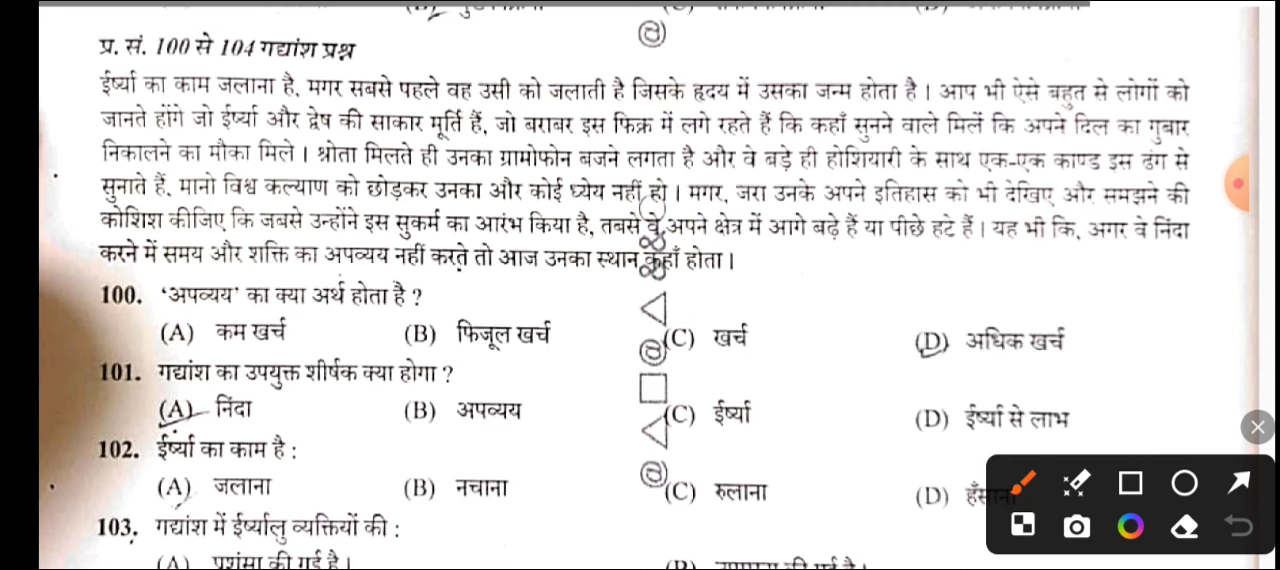 प्र. सं. 100 से 104 गद्यांश प्रश्न
ईर्ष्या का काम जलाना है, मगर सबसे पहले वह उसी को जलाती है जिसके हृदय में उसका जन्म होता है। आप भी ऐसे बहुत से लोगों को
जानते होंगे जो ईर्ष्या और द्वेष की साकार मूर्ति हैं, जो बराबर इस फिक्र में लगे रहते हैं कि कहाँ सुनने वाले मिलें कि अपने दिल का गुबार
निकालने का मौका मिले। श्रोता मिलते ही उनका ग्रामोफोन बजने लगता है और वे बड़े ही होशियारी के साथ एक-एक काण्ड इस ढंग से
सुनाते हैं, मानो विश्व कल्याण को छोड़कर उनका और कोई ध्येय नहीं हो। मगर, जरा उनके अपने इतिहास को भी देखिए और समझने की
कोशिश कीजिए कि जबसे उन्होंने इस सुकर्म का आरंभ किया है, तबसे वे अपने क्षेत्र में आगे बढ़े हैं या पीछे हटे हैं। यह भी कि, अगर वे निंदा
करने में समय और शक्ति का अपव्यय नहीं करते तो आज उनका स्थान कहाँ होता।
100. 'अपव्यय' का क्या अर्थ होता है ?
(A) कम खर्च (B) फिजूल खर्च (C) खर्च (D) अधिक खर्च
101. गद्यांश का उपयुक्त शीर्षक क्या होगा ?
(A) निंदा (B) अपव्यय (C) ईर्ष्या (D) ईर्ष्या से लाभ
102. ईर्ष्या का काम है :
(A) जलाना (B) नचाना (C) रुलाना (D) हँसाना
103. गद्यांश में ईर्ष्यालु व्यक्तियों की :
(A) प्रशंसा की गई है। (B) की गई है।